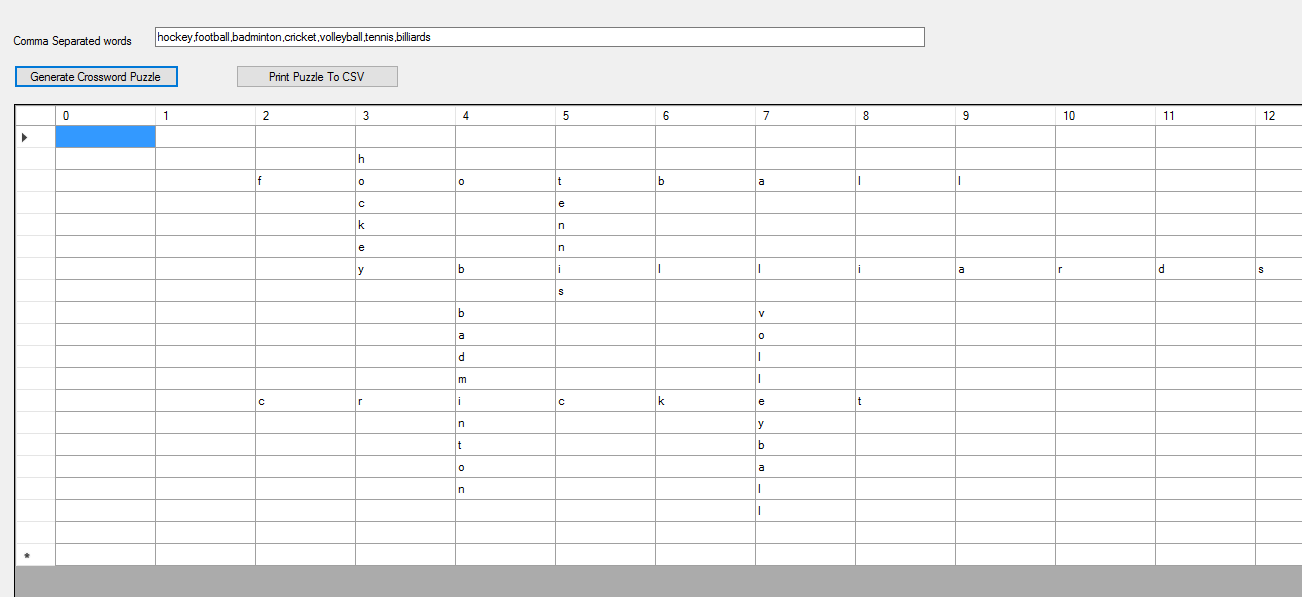 Comma Separated words hockey,football,badminton,cricket,volleyball,tennis,billiards
Generate Crossword Puzzle Print Puzzle To CSV
0 1 2 3 4 5 6 7 8 9 10 11 12
h
f o o t b a l l
c e
k n
e n
y b i l l i a r d s
s
b v
a o
d l
m l
c r i c k e t
n y
t b
o a
n l
l
*